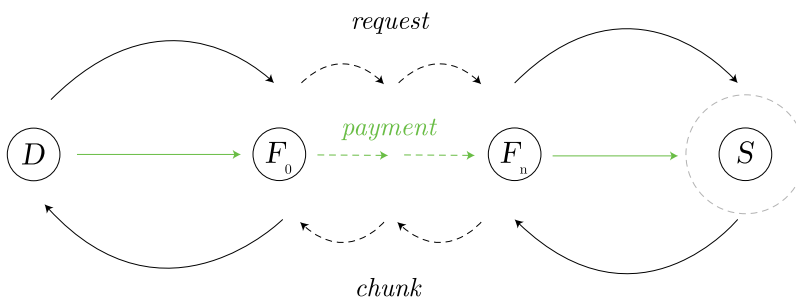 request
payment
D F₀ Fₙ S
chunk